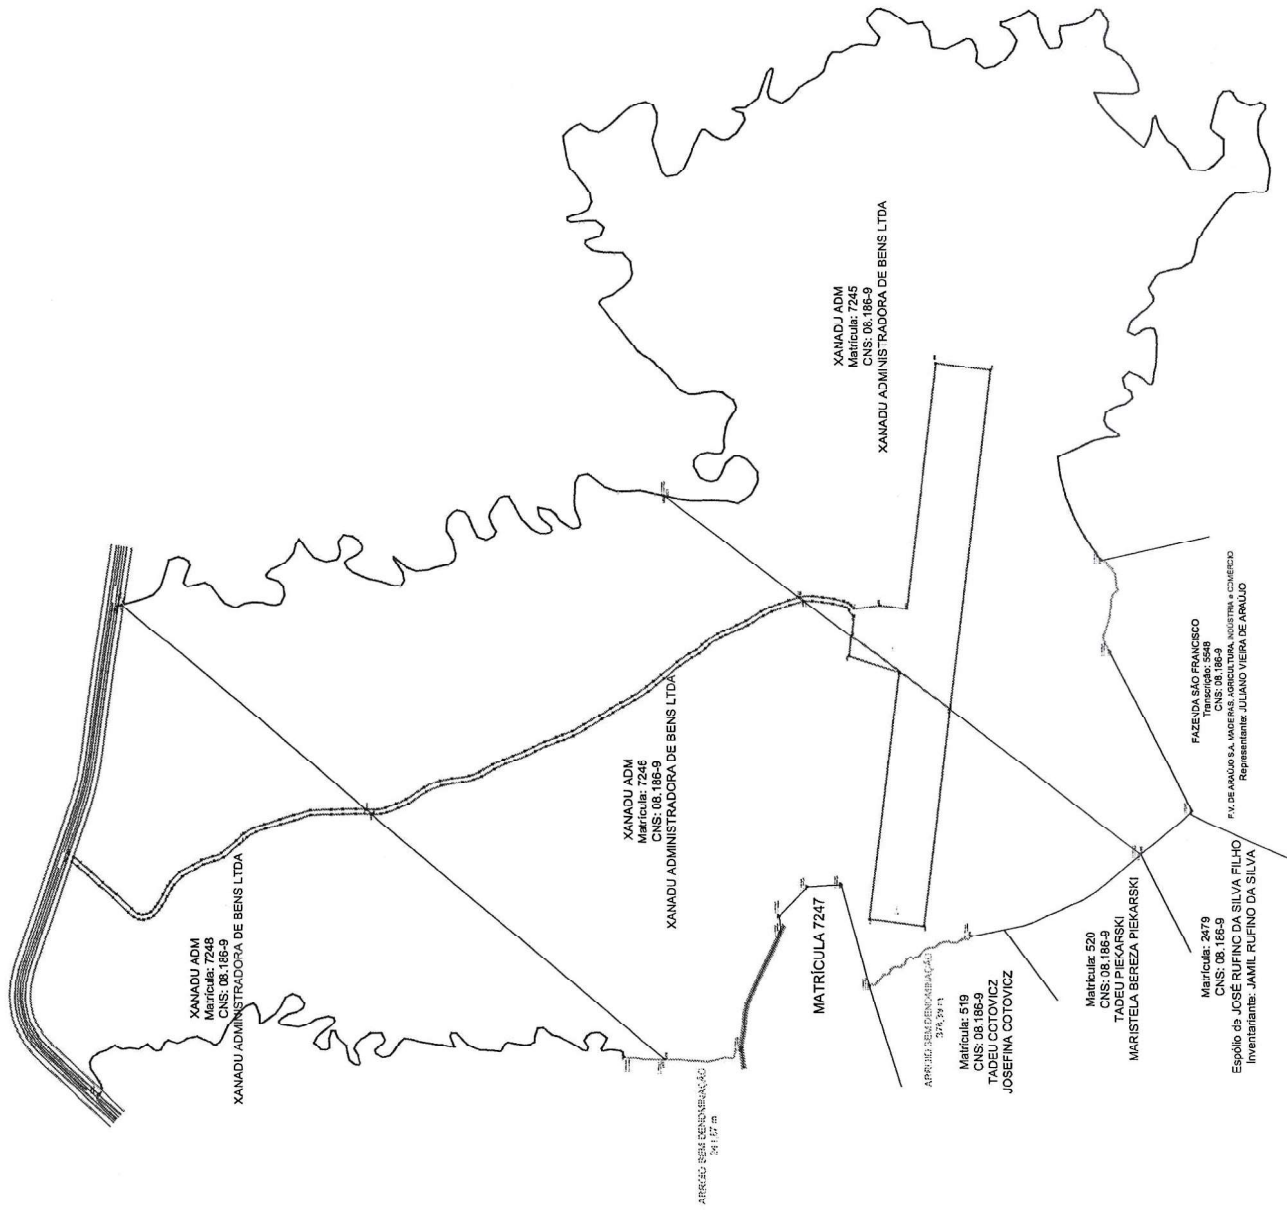 XANADU ADM
Matrícula: 7248
CNS: 08.186-9
XANADU ADMINISTRADORA DE BENS LTDA
XANADU ADM
Matrícula: 7246
CNS: 08.186-9
XANADU ADMINISTRADORA DE BENS LTDA
XANADU ADM
Matrícula: 7245
CNS: 08.186-9
XANADU ADMINISTRADORA DE BENS LTDA
ARROIO SEM DENOMINAÇÃO
MATRÍCULA 7247
ARROIO SEM DENOMINAÇÃO
Matrícula: 519
CNS: 08.186-9
TADEU COTOVICZ
JOSEFINA COTOVICZ
Matrícula: 520
CNS: 08.186-9
TADEU PIEKARSKI
MARISTELA BEREZA PIEKARSKI
Matrícula: 2479
CNS: 08.186-9
Espólio de JOSÉ RUFINO DA SILVA FILHO
Inventariante: JAMIL RUFINO DA SILVA
FAZENDA SÃO FRANCISCO
Transcrição: 5548
CNS: 08.186-9
F.V. DE ARAÚJO S.A. MADEIRAS, AGRICULTURA, INDÚSTRIA e COMÉRCIO
Representante: JULIANO VIEIRA DE ARAÚJO